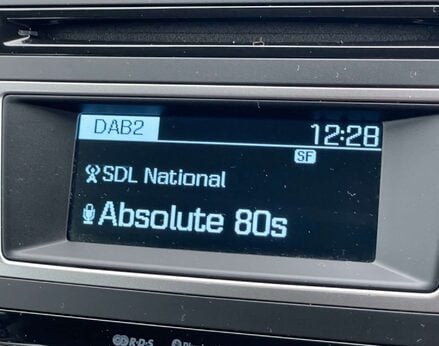 DAB2 12:28
SF
SDL National
Absolute 80s
R·D·S